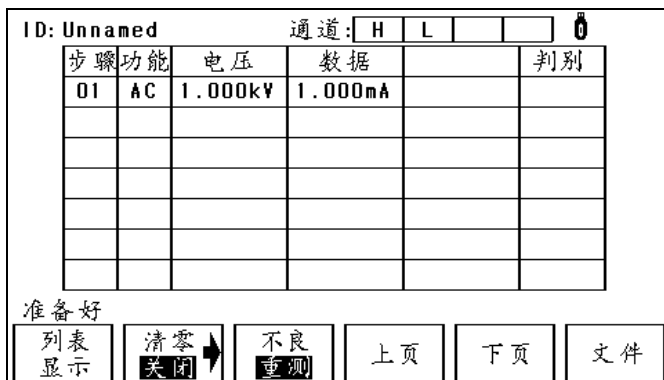 ID: Unnamed 通道: H L
步骤 功能 电压 数据 判别
01 AC 1.000kV 1.000mA
准备好
列表 清零 不良 上页 下页 文件
显示 关闭 重测